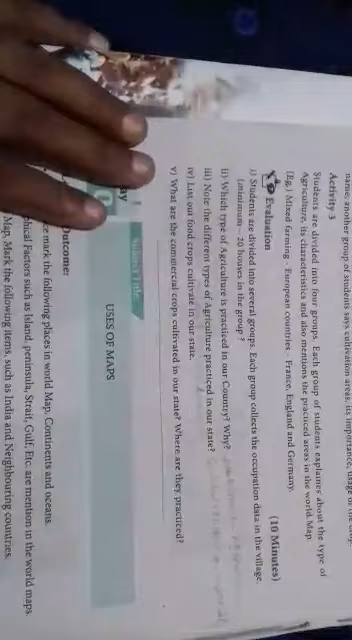 name; another group of students says cultivation areas, its importance, usage of the crop
Activity 3
Students are divided into four groups. Each group of students explaines about the type of
Agriculture, its characteristics and also mentions the practiced areas in the world Map.
(Eg.) Mixed farming - European countries - France, England and Germany.
Evaluation (10 Minutes)
i) Students are divided into several groups. Each group collects the occupation data in the village.
(minimum - 20 houses in the group ?
ii) Which type of Agriculture is practiced in our Country? Why?
iii) Note the different types of Agriculture practiced in our state?
iv) List out food crops cultivate in our state.
v) What are the commercial crops cultivated in our state? Where are they practiced?
ay
USES OF MAPS
Outcome:
ce mark the following places in world Map. Continents and oceans.
phical Factors such as Island, peninsula, Strait, Gulf, Etc. are mention in the world maps.
Map, Mark the following items, such as India and Neighbouring countries.